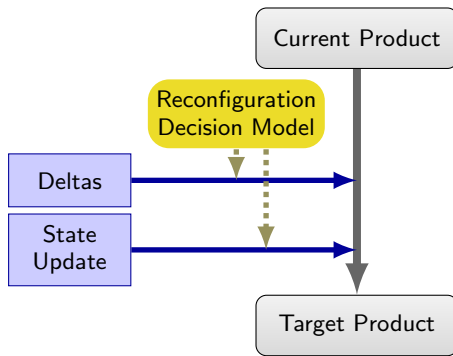 Current Product
Reconfiguration
Decision Model
Deltas
State
Update
Target Product